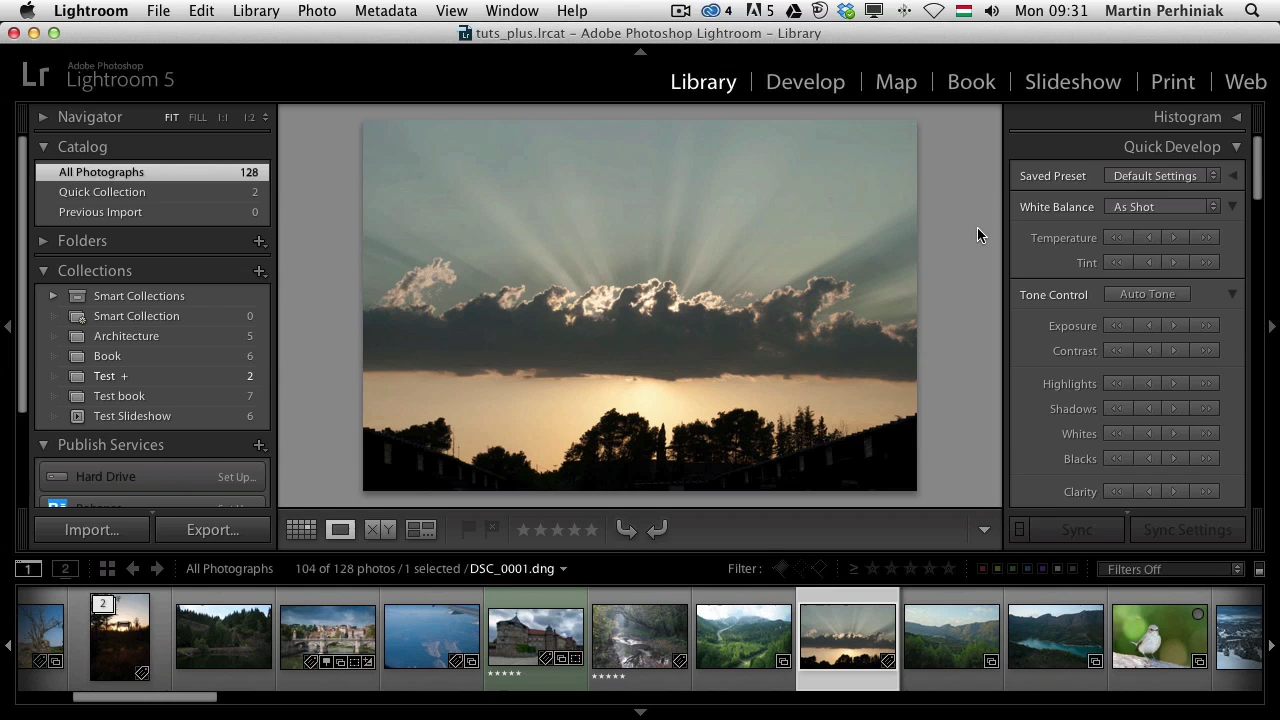 Lightroom File Edit Library Photo Metadata View Window Help 4 5 Mon 09:31 Martin Perhiniak
Lr tuts_plus.lrcat – Adobe Photoshop Lightroom – Library
Lr Adobe Photoshop
Lightroom 5
Library | Develop | Map | Book | Slideshow | Print | Web
Navigator FIT FILL 1:1 1:2
Catalog
All Photographs 128
Quick Collection 2
Previous Import 0
Folders +
Collections +
Smart Collections
Smart Collection 0
Architecture 5
Book 6
Test + 2
Test book 7
Test Slideshow 6
Publish Services +
Hard Drive Set Up...
Import... Export...
Histogram
Quick Develop
Saved Preset Default Settings
White Balance As Shot
Temperature
Tint
Tone Control Auto Tone
Exposure
Contrast
Highlights
Shadows
Whites
Blacks
Clarity
Sync Sync Settings
X Y
1 2 All Photographs 104 of 128 photos / 1 selected / DSC_0001.dng Filter : ≥ Filters Off
2